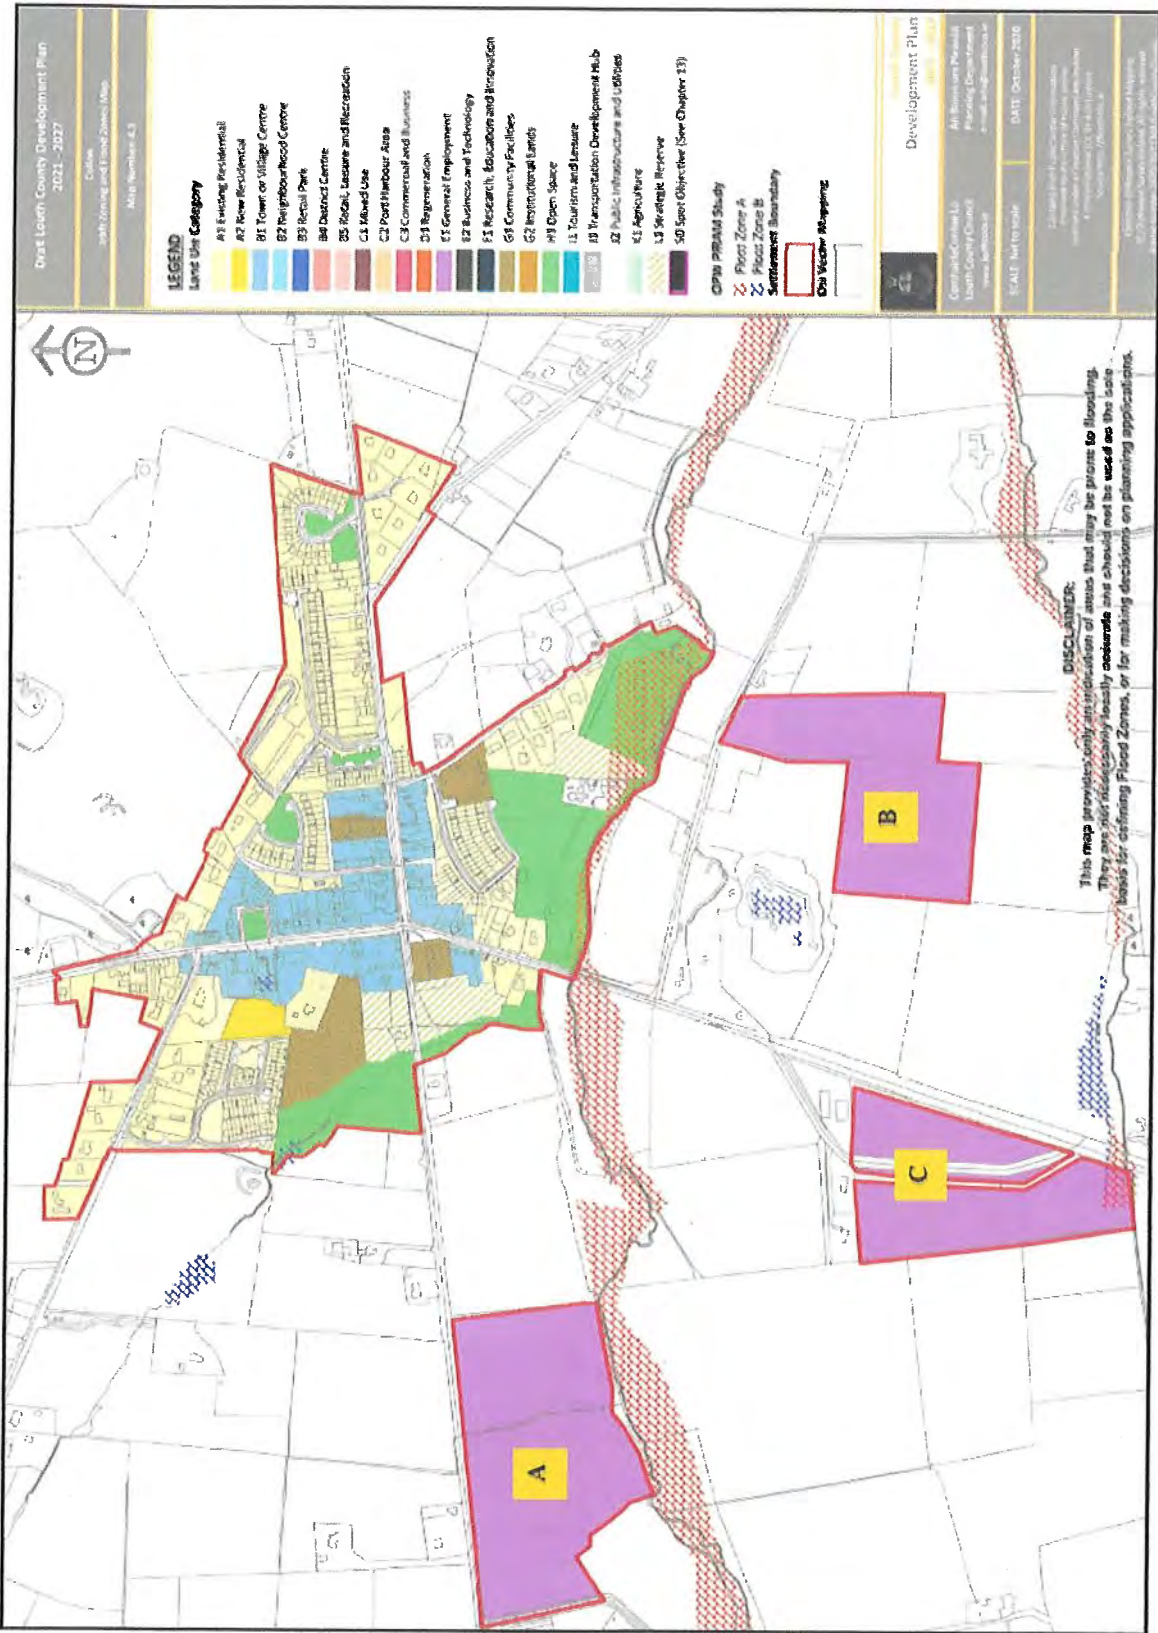 Draft Louth County Development Plan
2021 - 2027
Collon
Map Number 4.3
LEGEND
Land Use Category
A1 Existing Residential
A2 New Residential
B1 Town or Village Centre
B2 Neighbourhood Centre
B3 Retail Park
B4 District Centre
B5 Retail, Leisure and Recreation
C1 Mixed Use
C2 Port Harbour Area
C3 Commercial and Business
D1 Regeneration
E1 General Employment
E2 Business and Technology
F1 Research, Education and Innovation
G1 Community Facilities
G2 Institutional Lands
H1 Open Space
I1 Tourism and Leisure
J1 Transportation Development Hub
J2 Public Infrastructure and Utilities
K1 Agriculture
L1 Strategic Reserve
SO Spot Objective (See Chapter 13)
OPW PFRAM Study
Flood Zone A
Flood Zone B
Settlement Boundary
OSI Vector Mapping
Development Plan
Louth County Council
Planning Department
SCALE Not to scale
DATE October 2020
N
A
B
C
DISCLAIMER:
This map provides only an indication of areas that may be prone to flooding.
They are not necessarily locally accurate and should not be used as the sole
basis for defining Flood Zones, or for making decisions on planning applications.